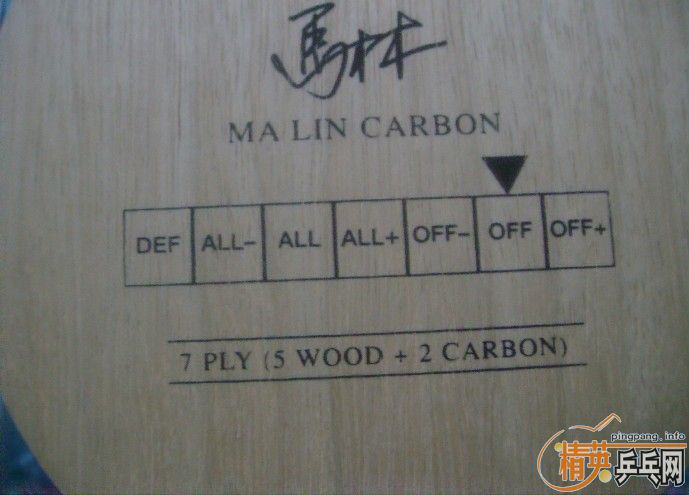 馬林
MA LIN CARBON
DEF ALL- ALL ALL+ OFF- OFF OFF+
7 PLY (5 WOOD + 2 CARBON)
pingpang.info
精英乒乓网